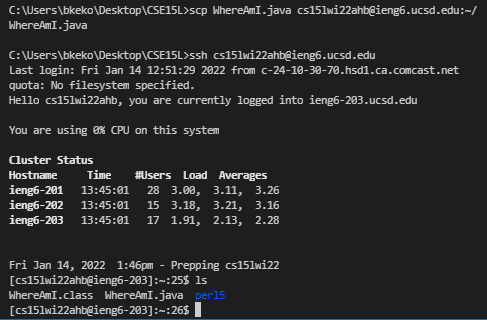 C:\Users\bkeko\Desktop\CSE15L>scp WhereAmI.java cs15lwi22ahb@ieng6.ucsd.edu:~/
WhereAmI.java
C:\Users\bkeko\Desktop\CSE15L>ssh cs15lwi22ahb@ieng6.ucsd.edu
Last login: Fri Jan 14 12:51:29 2022 from c-24-10-30-70.hsd1.ca.comcast.net
quota: No filesystem specified.
Hello cs15lwi22ahb, you are currently logged into ieng6-203.ucsd.edu
You are using 0% CPU on this system
Cluster Status
Hostname Time #Users Load Averages
ieng6-201 13:45:01 28 3.00, 3.11, 3.26
ieng6-202 13:45:01 15 3.18, 3.21, 3.16
ieng6-203 13:45:01 17 1.91, 2.13, 2.28
Fri Jan 14, 2022 1:46pm - Prepping cs15lwi22
[cs15lwi22ahb@ieng6-203]:~:25$ ls
WhereAmI.class WhereAmI.java perl5
[cs15lwi22ahb@ieng6-203]:~:26$